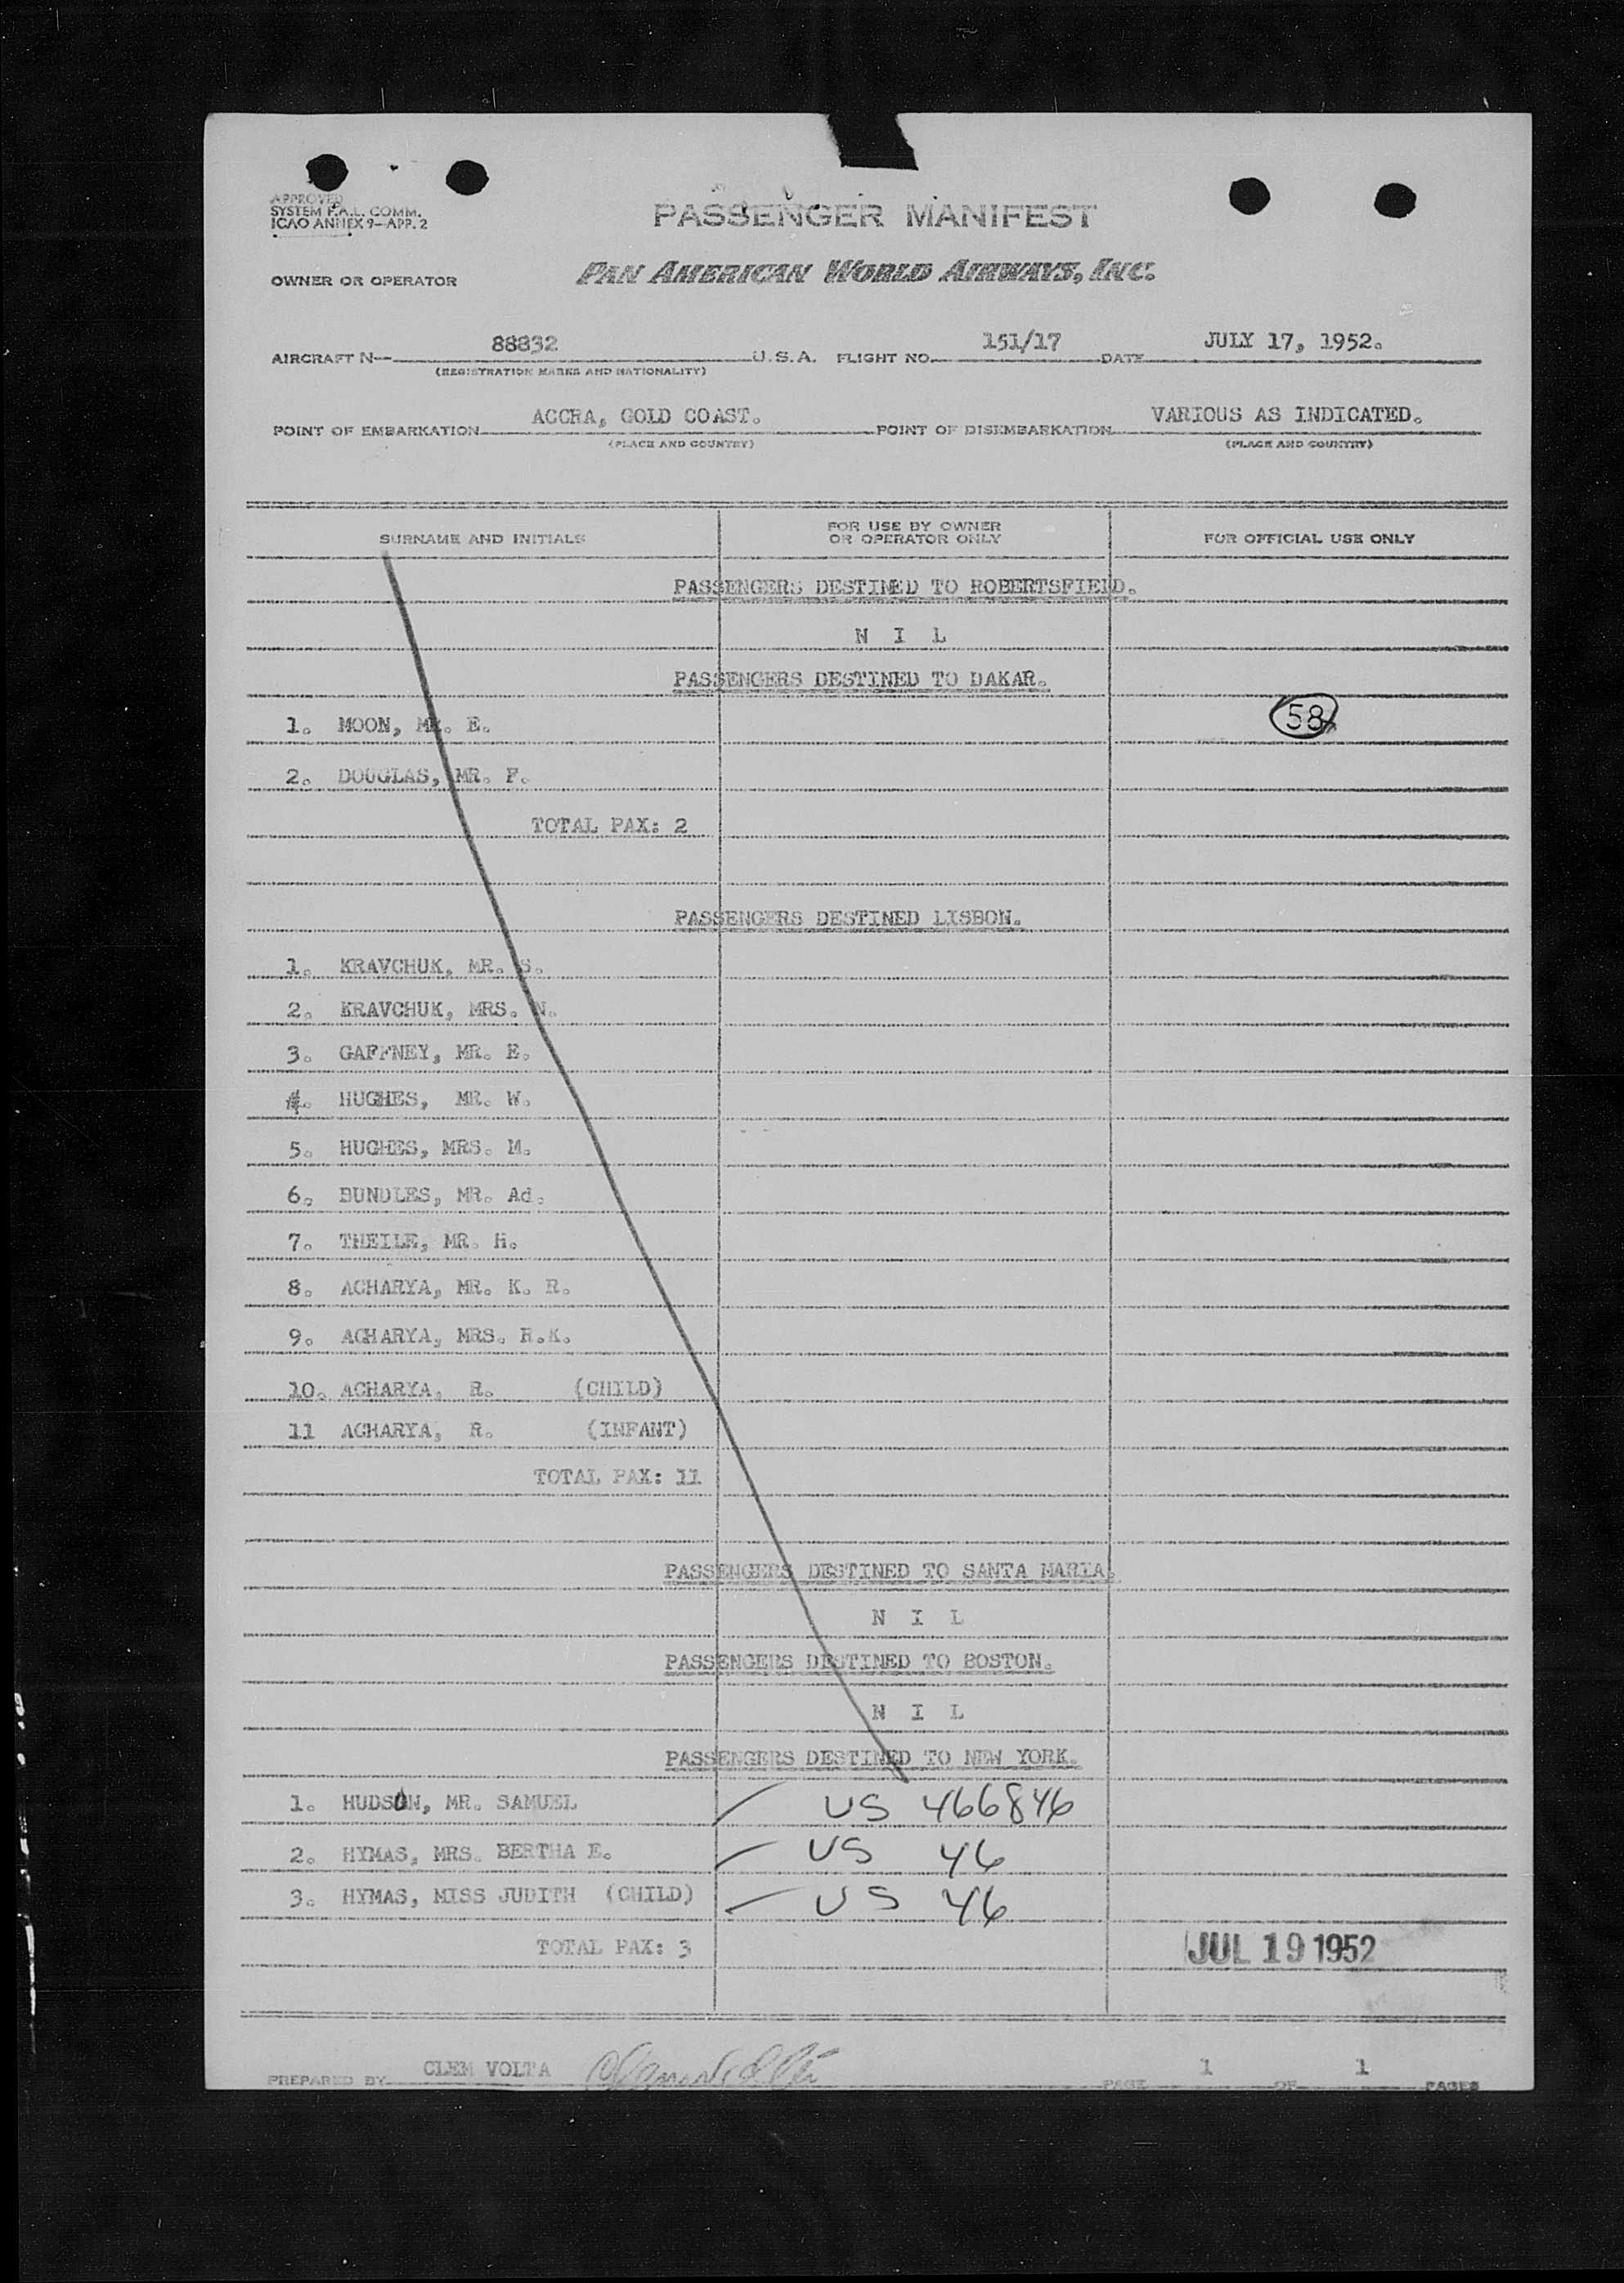 APPROVED
SYSTEM F.A.L. COMM.
ICAO ANNEX 9—APP. 2
PASSENGER MANIFEST
OWNER OR OPERATOR
PAN AMERICAN WORLD AIRWAYS, INC.
AIRCRAFT N— 88832 U.S.A. FLIGHT NO. 151/17 DATE JULY 17, 1952.
(REGISTRATION MARKS AND NATIONALITY)
POINT OF EMBARKATION ACCRA, GOLD COAST. POINT OF DISEMBARKATION VARIOUS AS INDICATED.
(PLACE AND COUNTRY) (PLACE AND COUNTRY)
SURNAME AND INITIALS FOR USE BY OWNER OR OPERATOR ONLY FOR OFFICIAL USE ONLY
PASSENGERS DESTINED TO ROBERTSFIELD.
N I L
PASSENGERS DESTINED TO DAKAR.
1. MOON, MR. E. 58
2. DOUGLAS, MR. F.
TOTAL PAX: 2
PASSENGERS DESTINED LISBON.
1. KRAVCHUK, MR. S.
2. KRAVCHUK, MRS. N.
3. GAFFNEY, MR. E.
4. HUGHES, MR. W.
5. HUGHES, MRS. M.
6. BUNDLES, MR. Ad.
7. THEILE, MR. H.
8. ACHARYA, MR. K. R.
9. ACHARYA, MRS. R.K.
10. ACHARYA, R. (CHILD)
11 ACHARYA, R. (INFANT)
TOTAL PAX: 11
PASSENGERS DESTINED TO SANTA MARIA.
N I L
PASSENGERS DESTINED TO BOSTON.
N I L
PASSENGERS DESTINED TO NEW YORK.
1. HUDSON, MR. SAMUEL US 466846
2. HYMAS, MRS. BERTHA E. US 46
3. HYMAS, MISS JUDITH (CHILD) US 46
TOTAL PAX: 3
JUL 19 1952
PREPARED BY CLEM VOLTA Clem Volta PAGE 1 OF 1 PAGES